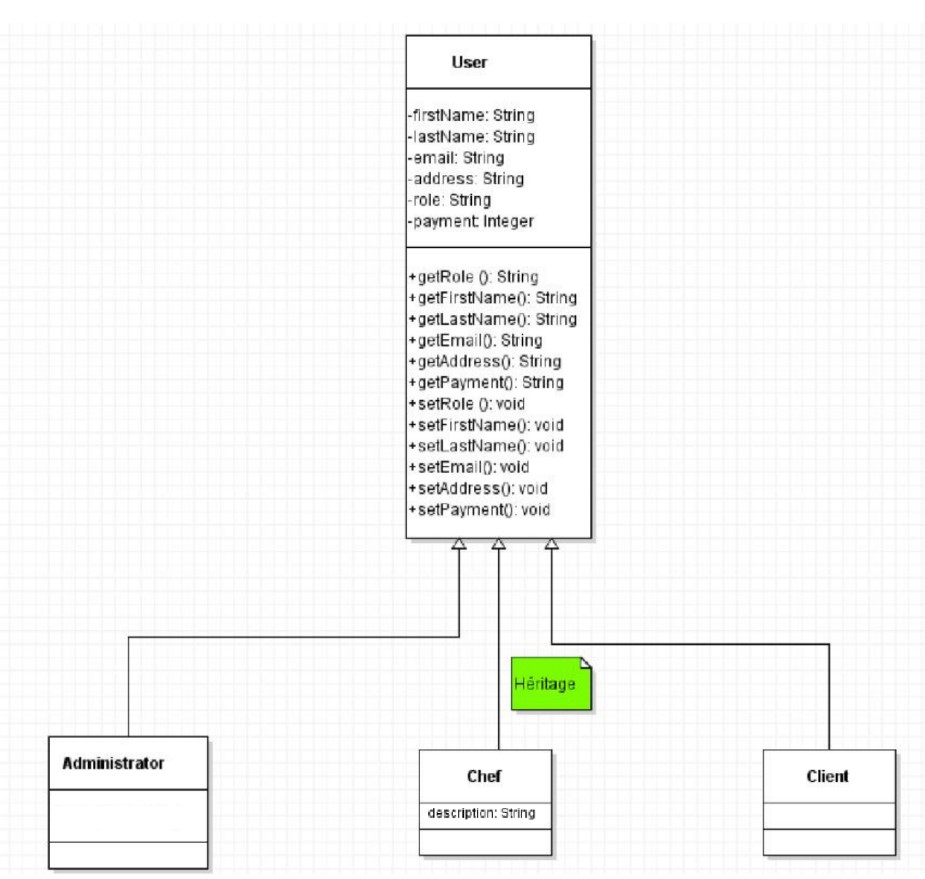 User
-firstName: String
-lastName: String
-email: String
-address: String
-role: String
-payment: Integer
+getRole (): String
+getFirstName(): String
+getLastName(): String
+getEmail(): String
+getAddress(): String
+getPayment(): String
+setRole (): void
+setFirstName(): void
+setLastName(): void
+setEmail(): void
+setAddress(): void
+setPayment(): void
Héritage
Administrator
Chef
description: String
Client